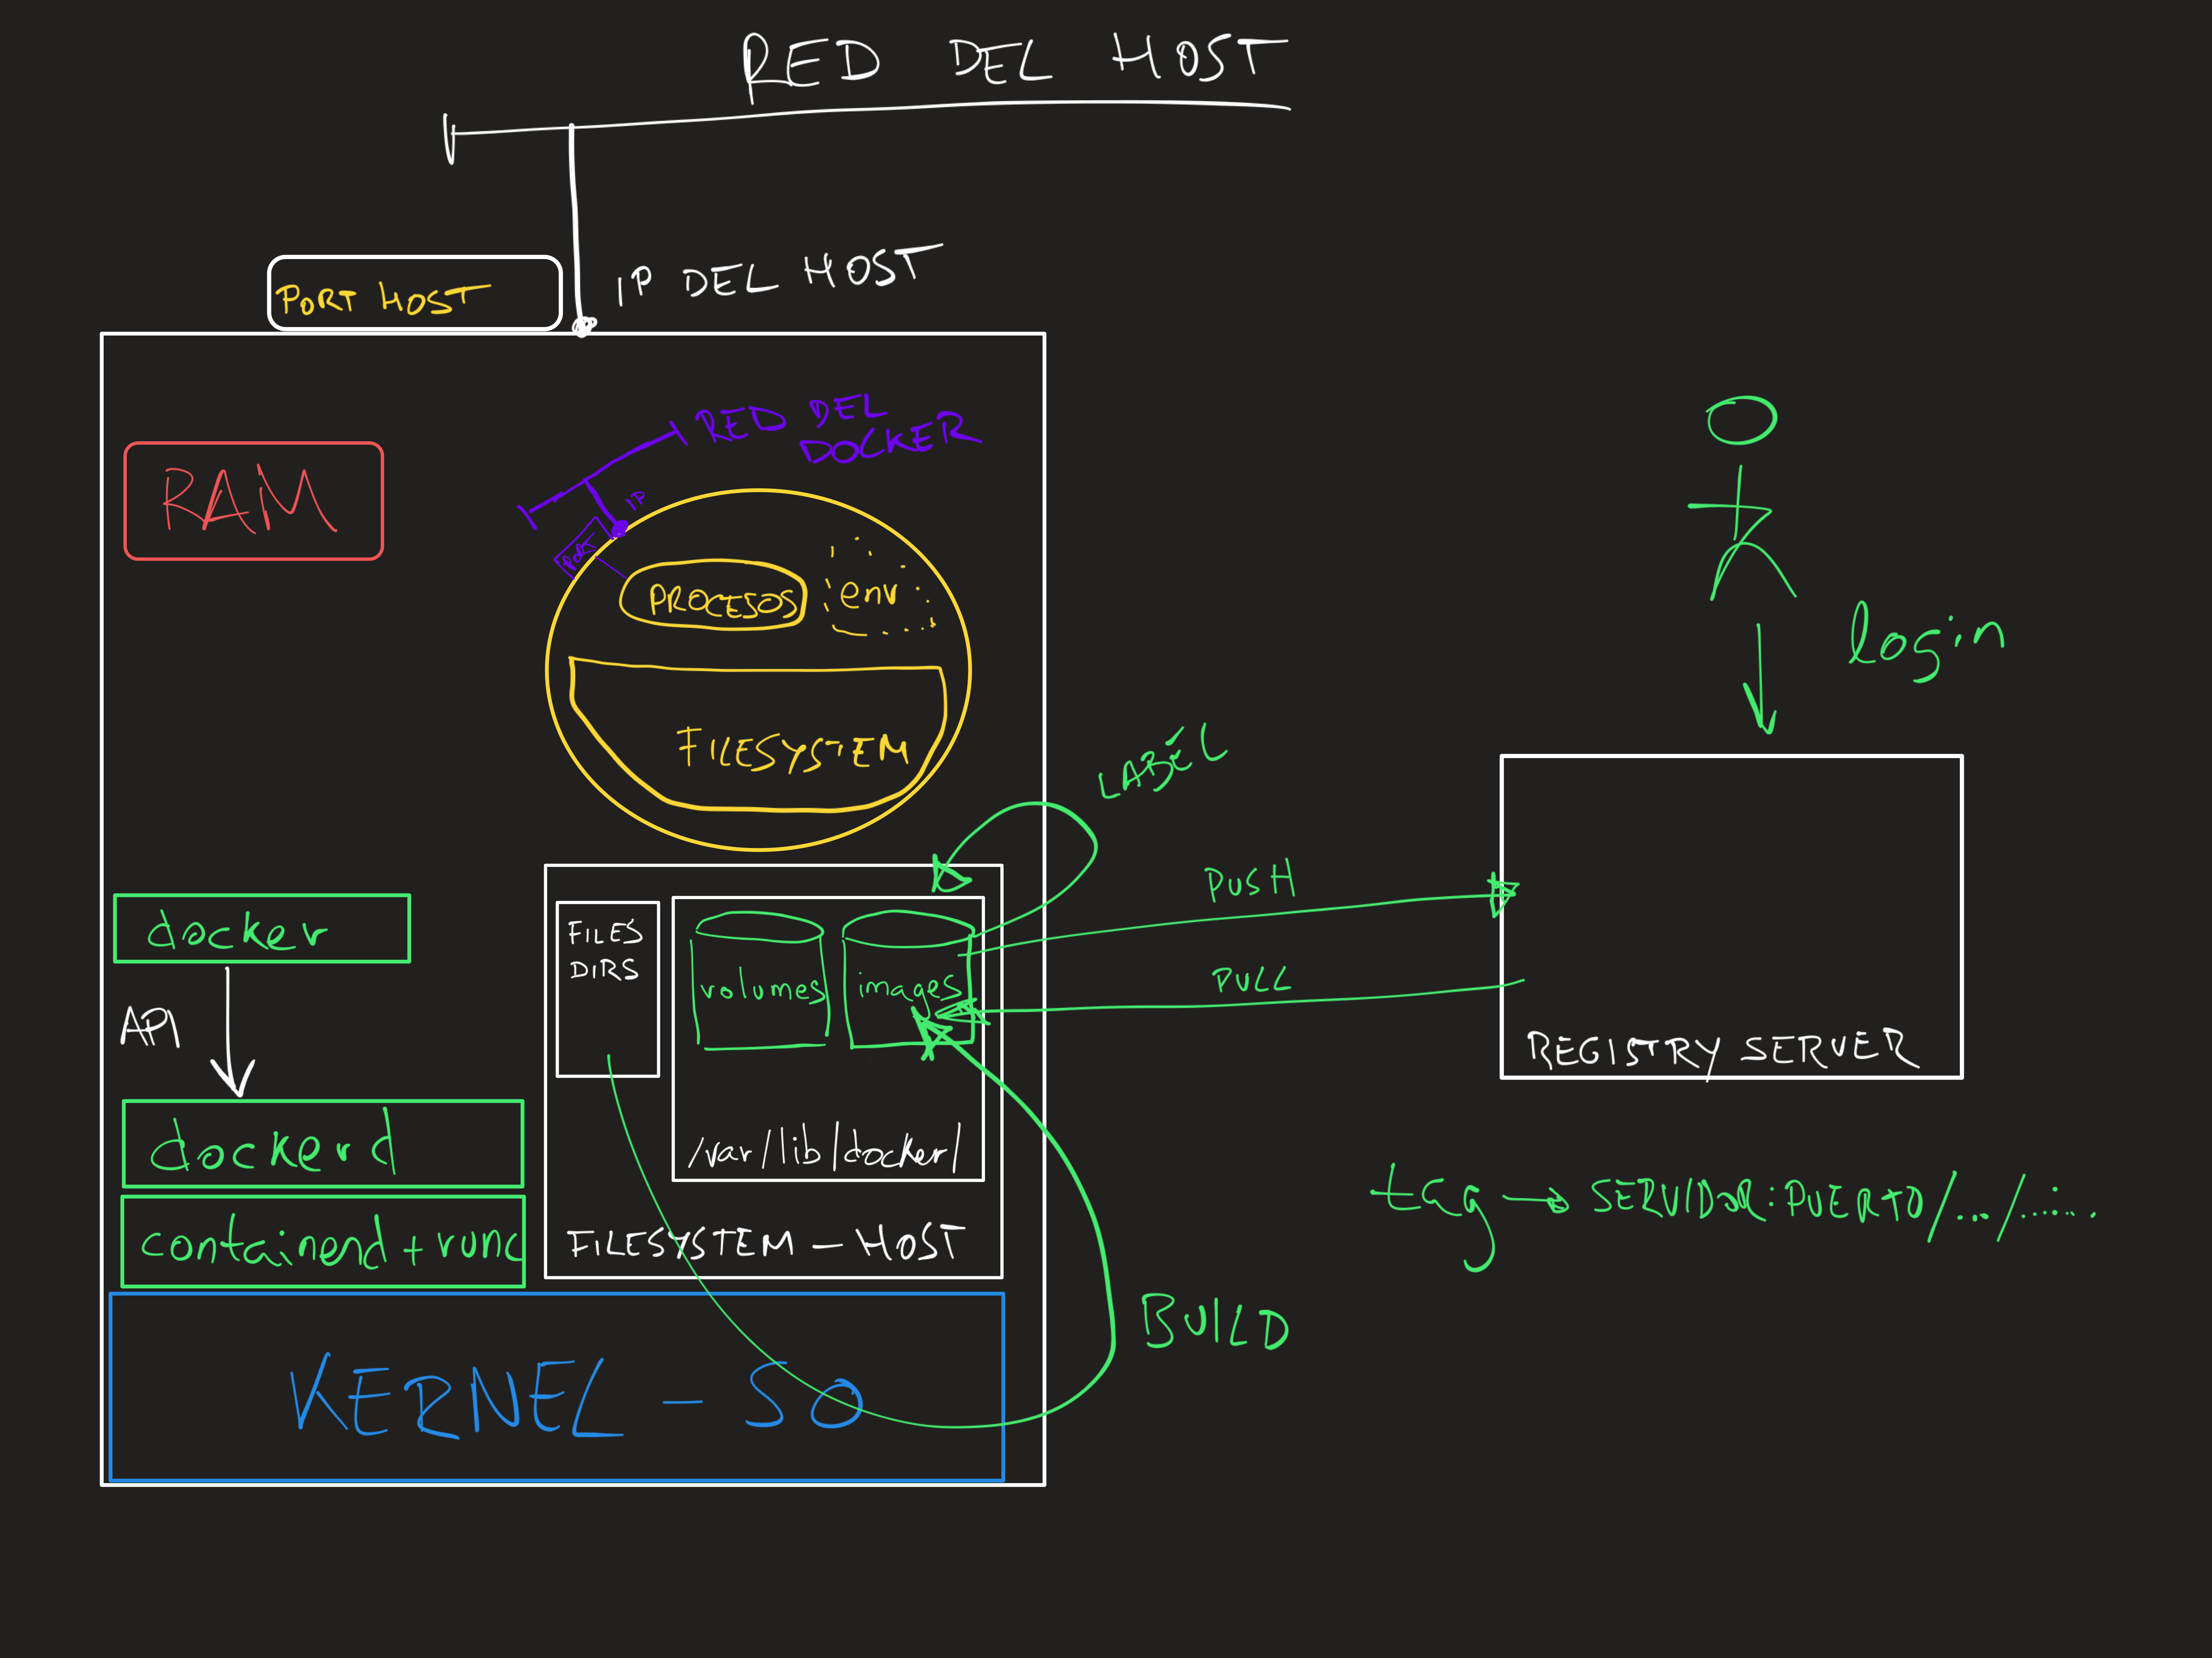 RED DEL HOST
IP DEL HOST
PORT HOST
RED DEL
DOCKER
IP
PORT
RAM
PROCESOS
env
FILESYSTEM
login
LABEL
PUSH
PULL
REGISTRY SERVER
docker
API
dockerd
containerd+runc
FILES
DIRS
volumes
images
/var/lib/docker/
FILESYSTEM - HOST
tag → SERVIDOR:PUERTO/.../...:...
BUILD
KERNEL - SO